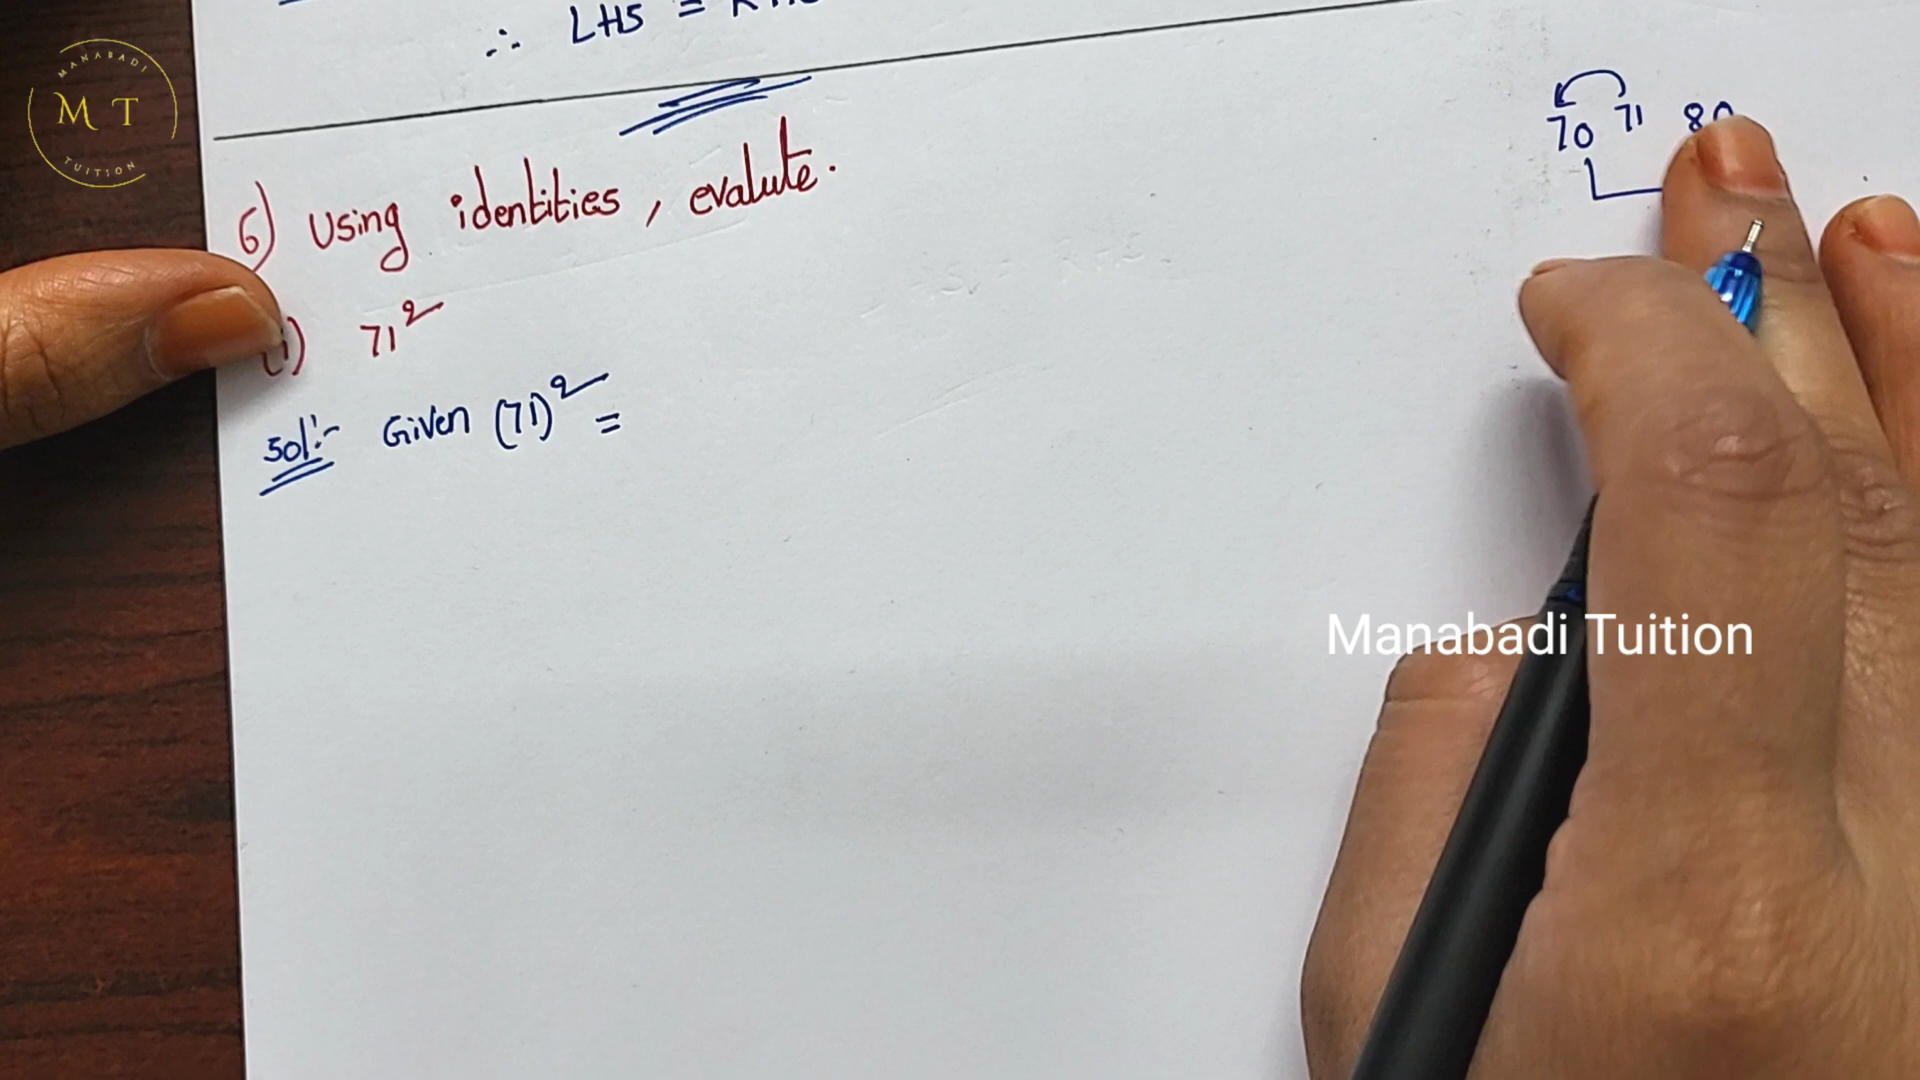 MANABADI
M T
TUITION
∴ LHS =
70 71 80
6) Using identities, evalute.
(i) 71²
Sol:- Given (71)² =
Manabadi Tuition